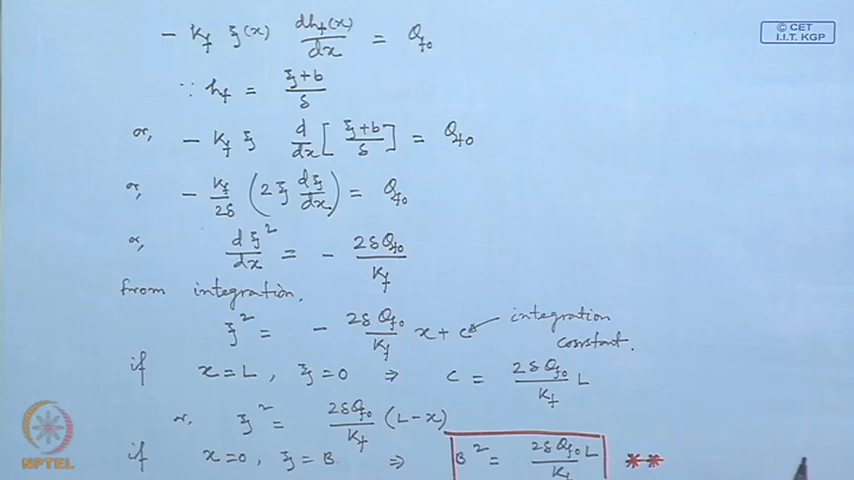 © CET
I.I.T. KGP
- K_f ξ(x) dh_f(x)/dx = Q_f0
∵ h_f = (ξ+b)/δ
or, - K_f ξ d/dx [ (ξ+b)/δ ] = Q_f0
or, - K_f/2δ ( 2ξ dξ/dx ) = Q_f0
or, dξ²/dx = - 2δQ_f0/K_f
from integration,
ξ² = - 2δQ_f0/K_f x + c ← integration constant.
if x=L, ξ=0 ⇒ c = 2δQ_f0/K_f L
or, ξ² = 2δQ_f0/K_f (L-x)
if x=0, ξ=B. ⇒ B² = 2δQ_f0 L/K_f **
NPTEL